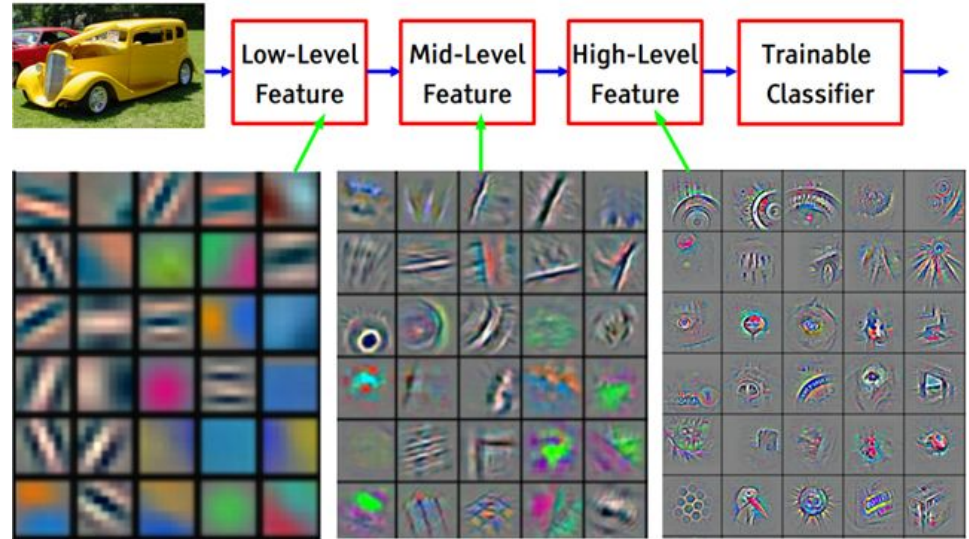 Low-Level
Feature
Mid-Level
Feature
High-Level
Feature
Trainable
Classifier